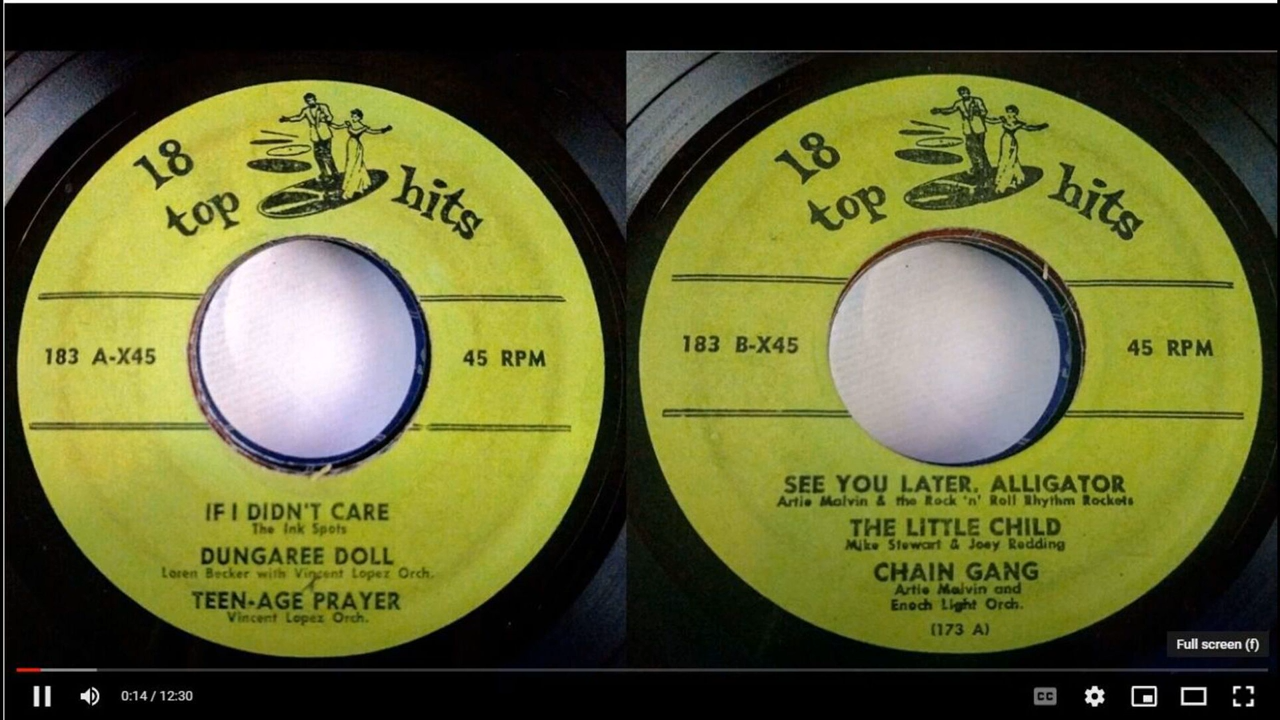 18
top hits
183 A-X45
45 RPM
IF I DIDN'T CARE
The Ink Spots
DUNGAREE DOLL
Loren Becker with Vincent Lopez Orch.
TEEN-AGE PRAYER
Vincent Lopez Orch.
18
top hits
183 B-X45
45 RPM
SEE YOU LATER, ALLIGATOR
Artie Malvin & the Rock 'n' Roll Rhythm Rockets
THE LITTLE CHILD
Mike Stewart & Joey Redding
CHAIN GANG
Artie Malvin and
Enoch Light Orch.
(173 A)
Full screen (f)
0:14 / 12:30
CC